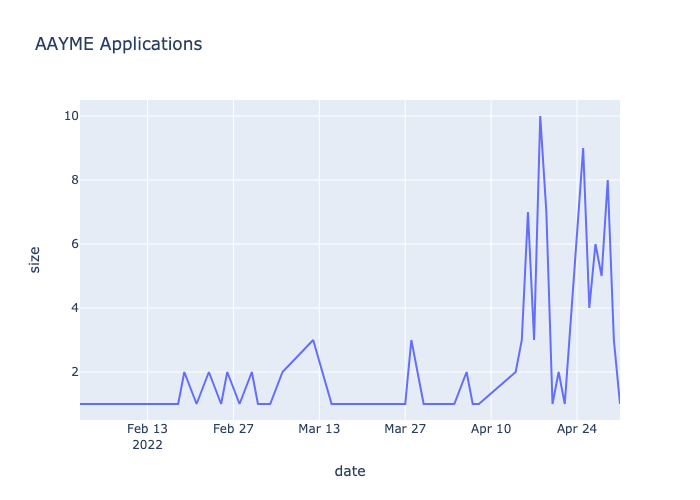 AAYME Applications
10
8
6
4
2
size
Feb 13
2022
Feb 27
Mar 13
Mar 27
Apr 10
Apr 24
date